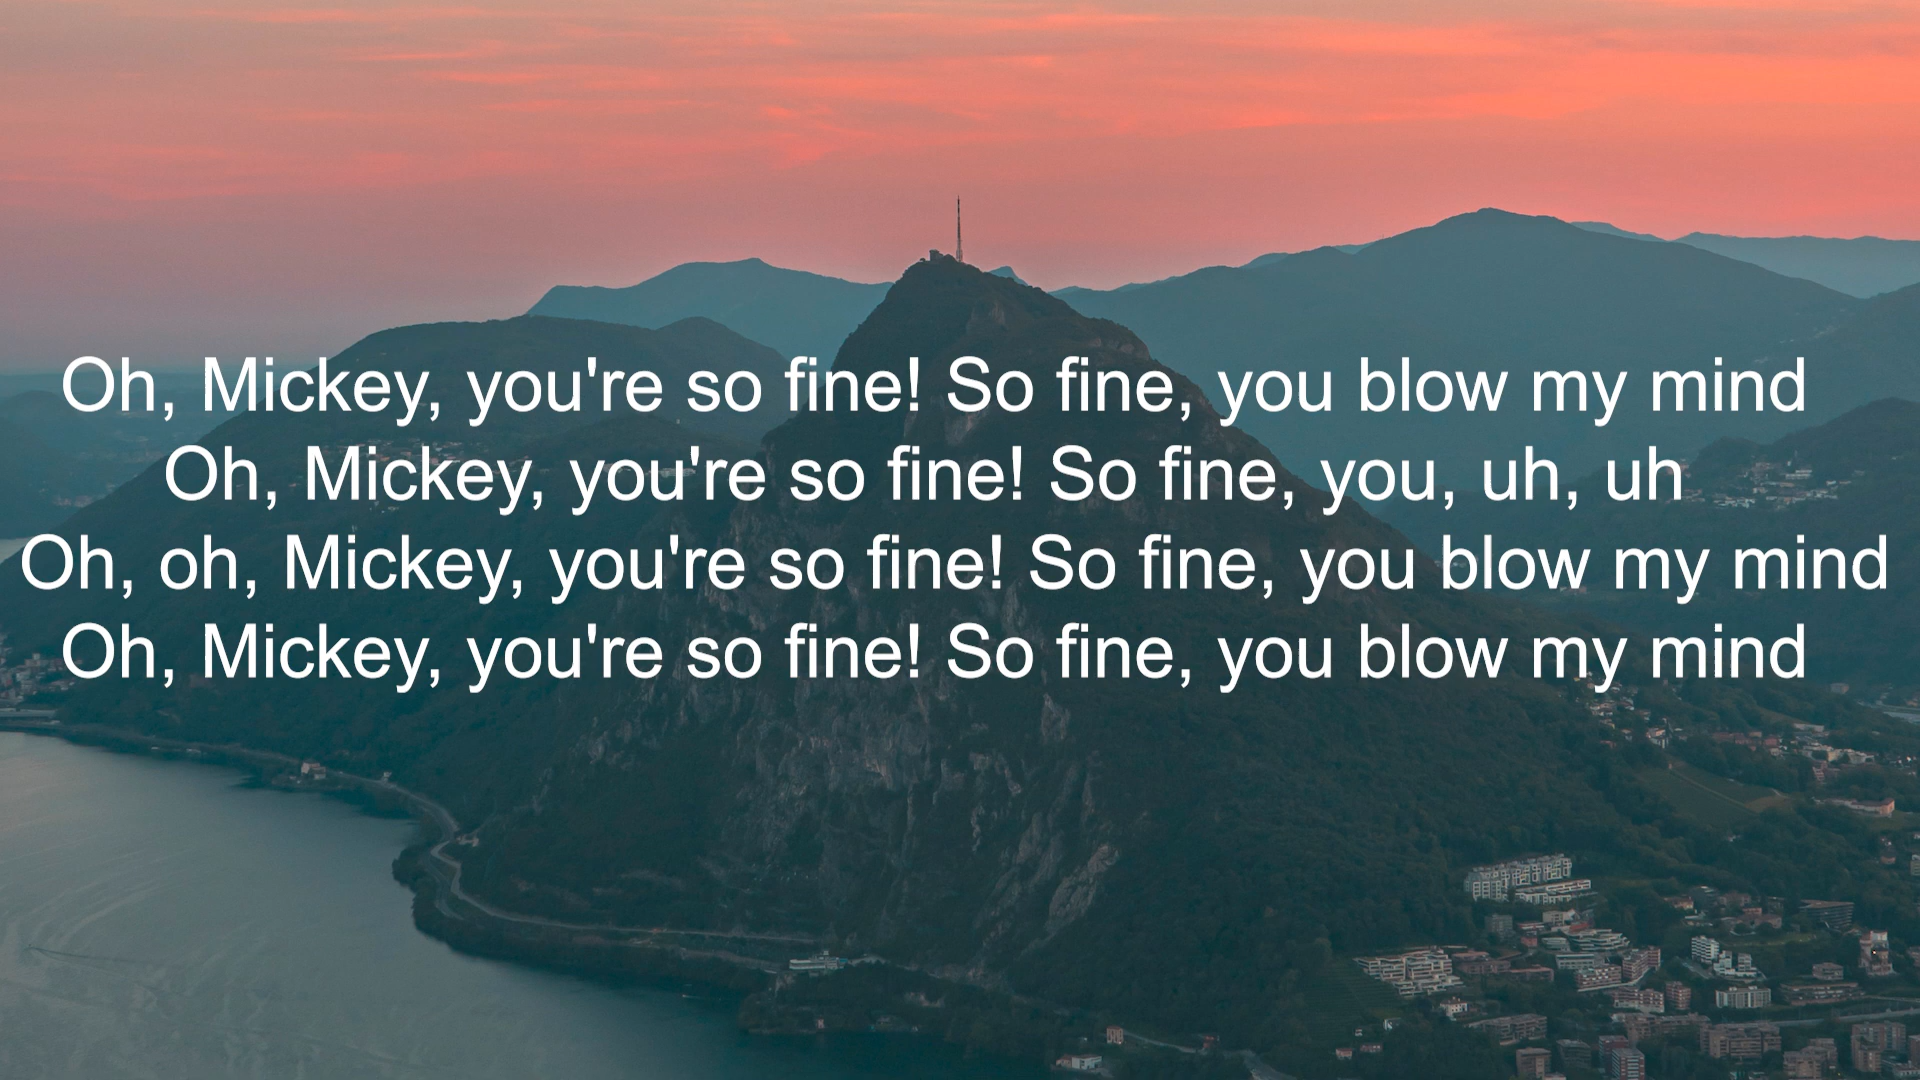 Oh, Mickey, you're so fine! So fine, you blow my mind
Oh, Mickey, you're so fine! So fine, you, uh, uh
Oh, oh, Mickey, you're so fine! So fine, you blow my mind
Oh, Mickey, you're so fine! So fine, you blow my mind